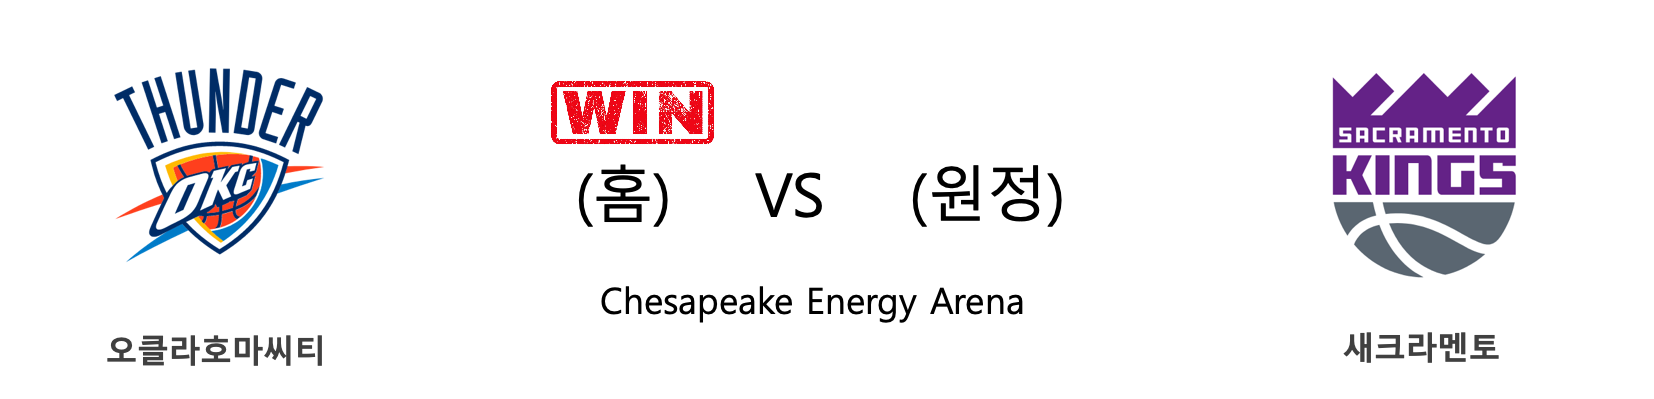 THUNDER
OKC
오클라호마씨티
WIN
(홈) VS (원정)
Chesapeake Energy Arena
SACRAMENTO
KINGS
새크라멘토